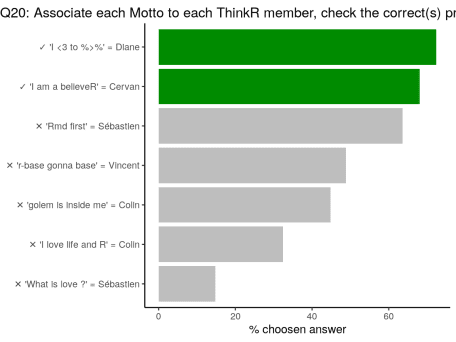 Q20: Associate each Motto to each ThinkR member, check the correct(s) pr
✓ 'I <3 to %>%' = Diane
✓ 'I am a believeR' = Cervan
✕ 'Rmd first' = Sébastien
✕ 'r-base gonna base' = Vincent
✕ 'golem is inside me' = Colin
✕ 'I love life and R' = Colin
✕ 'What is love ?' = Sébastien
0 20 40 60
% choosen answer